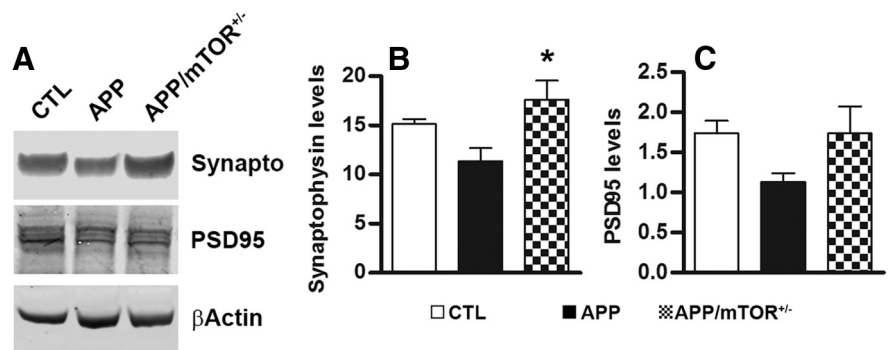 A
CTL
APP
APP/mTOR+/-
Synapto
PSD95
βActin
B
*
Synaptophysin levels
20
15
10
5
0
C
PSD95 levels
2.5
2.0
1.5
1.0
0.5
0.0
CTL APP APP/mTOR+/-